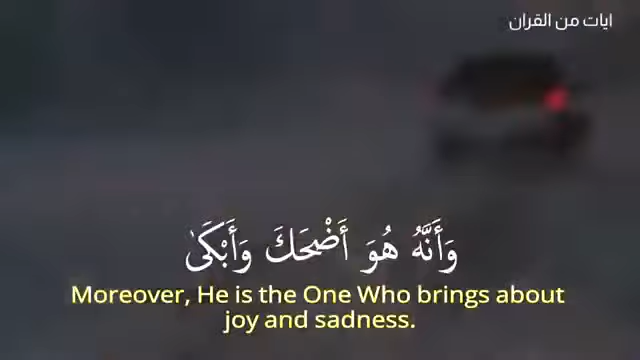 ايات من القران
وَأَنَّهُ هُوَ أَضْحَكَ وَأَبْكَىٰ
Moreover, He is the One Who brings about
joy and sadness.